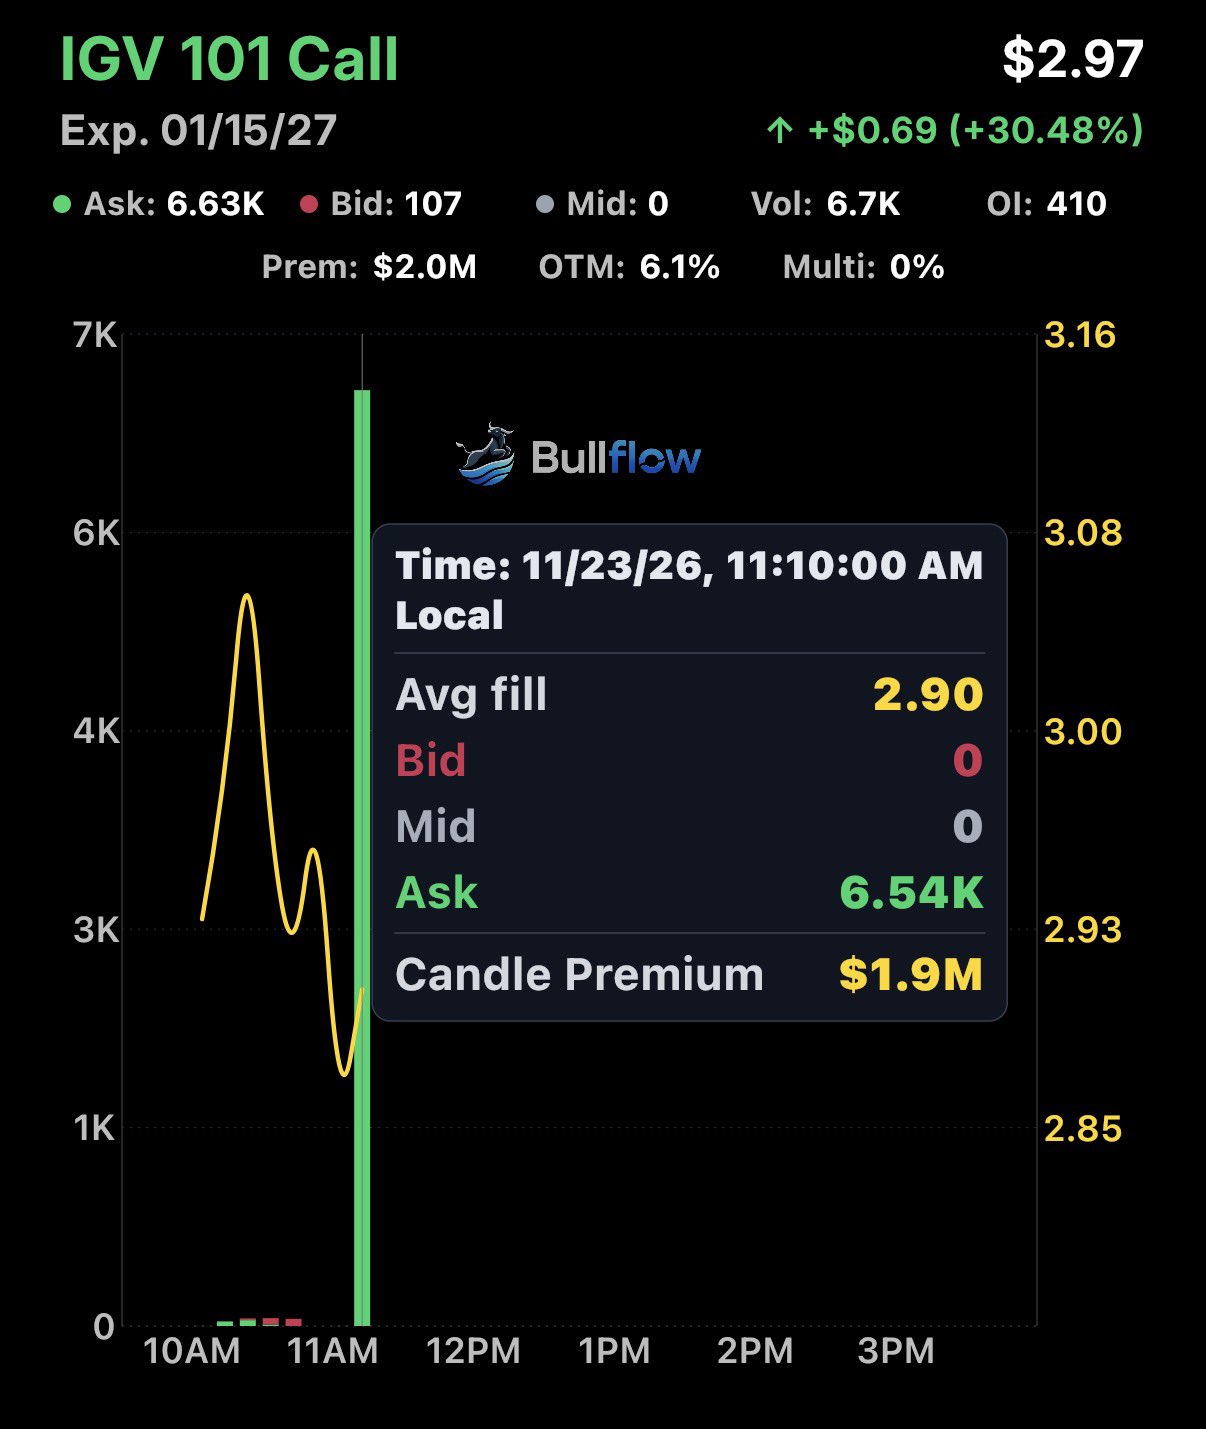 IGV 101 Call
$2.97
Exp. 01/15/27
↑ +$0.69 (+30.48%)
Ask: 6.63K Bid: 107 Mid: 0 Vol: 6.7K OI: 410
Prem: $2.0M OTM: 6.1% Multi: 0%
7K
3.16
Bullflow
6K
3.08
Time: 11/23/26, 11:10:00 AM
Local
Avg fill 2.90
4K
3.00
Bid 0
Mid 0
Ask 6.54K
3K
2.93
Candle Premium $1.9M
1K
2.85
0
10AM 11AM 12PM 1PM 2PM 3PM